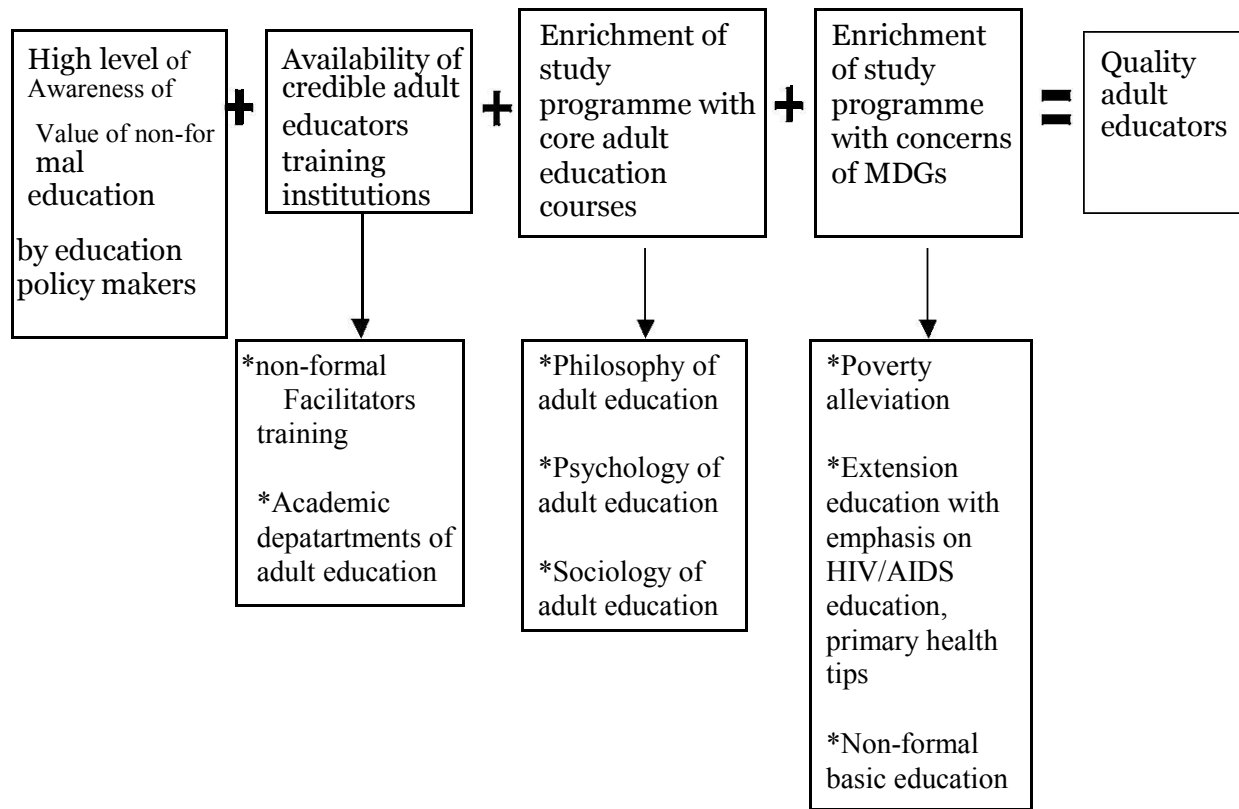 High level of
Awareness of
Value of non-for
mal
education
by education
policy makers
+
Availability of
credible adult
educators
training
institutions
+
Enrichment of
study
programme with
core adult
education
courses
+
Enrichment
of study
programme
with concerns
of MDGs
=
Quality
adult
educators
*non-formal
Facilitators
training
*Academic
depatartments of
adult education
*Philosophy of
adult education
*Psychology of
adult education
*Sociology of
adult education
*Poverty
alleviation
*Extension
education with
emphasis on
HIV/AIDS
education,
primary health
tips
*Non-formal
basic education